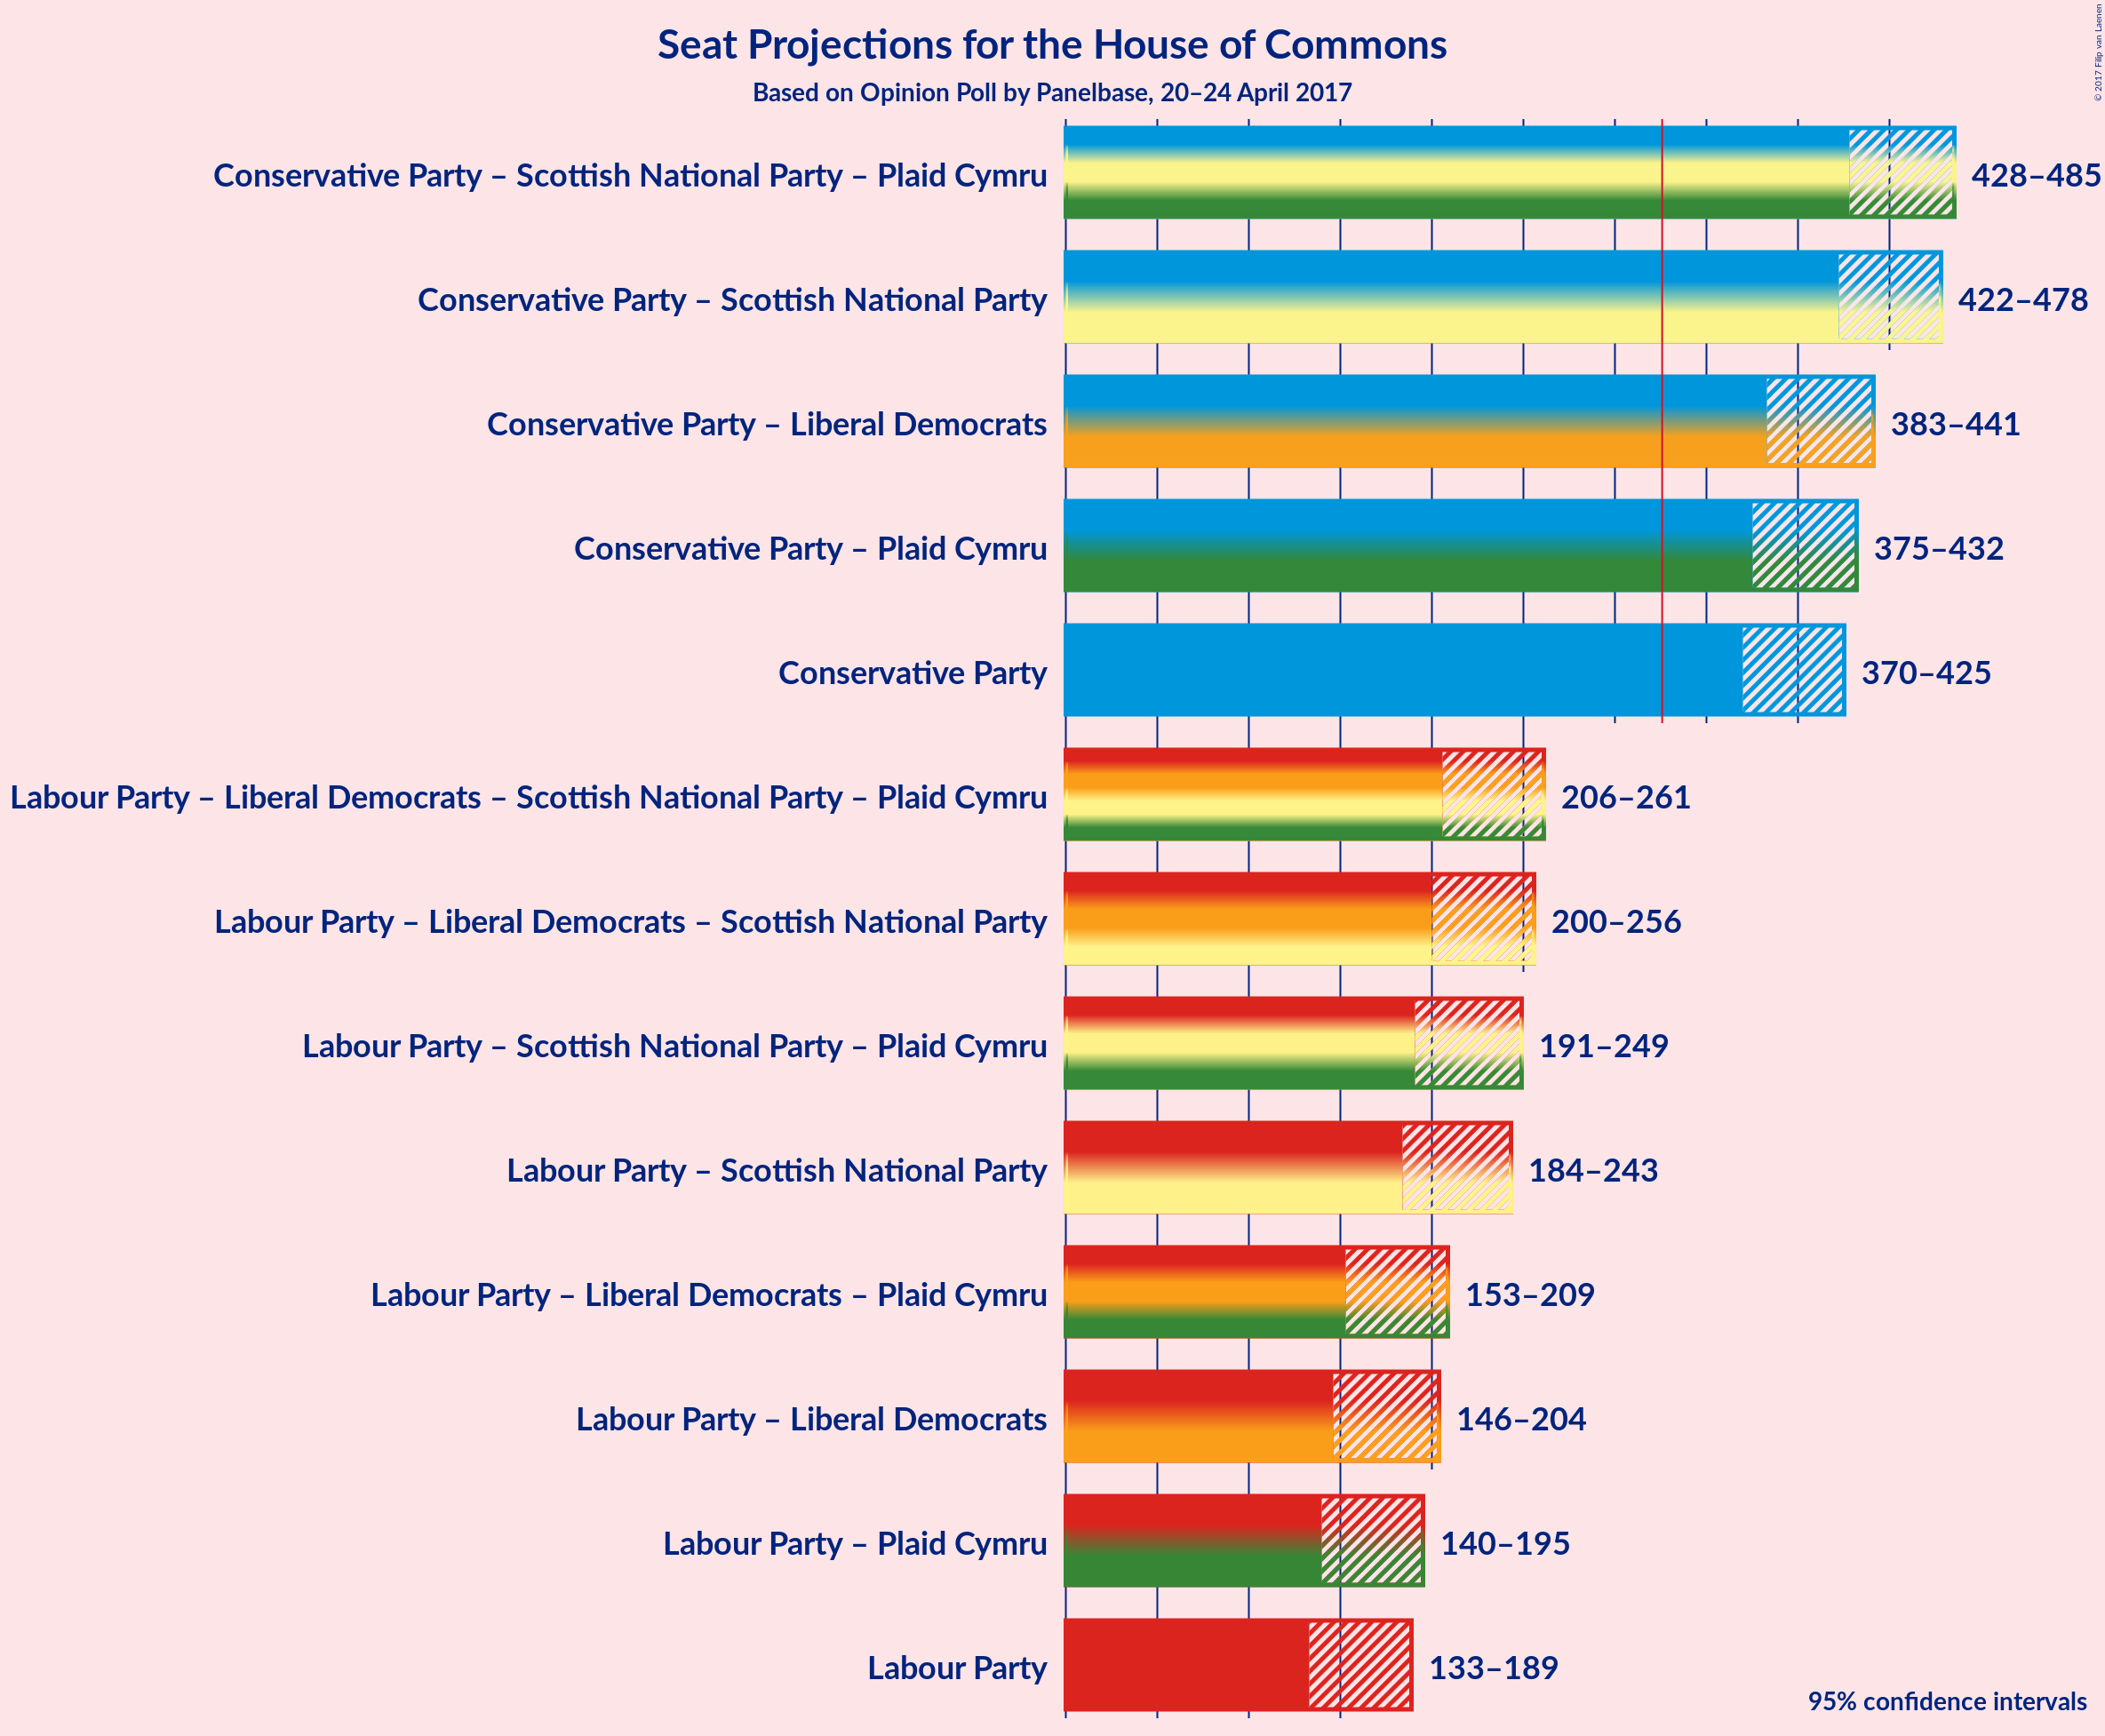 Seat Projections for the House of Commons
Based on Opinion Poll by Panelbase, 20–24 April 2017
© 2017 Filip van Laenen
Conservative Party – Scottish National Party – Plaid Cymru 428–485
Conservative Party – Scottish National Party 422–478
Conservative Party – Liberal Democrats 383–441
Conservative Party – Plaid Cymru 375–432
Conservative Party 370–425
Labour Party – Liberal Democrats – Scottish National Party – Plaid Cymru 206–261
Labour Party – Liberal Democrats – Scottish National Party 200–256
Labour Party – Scottish National Party – Plaid Cymru 191–249
Labour Party – Scottish National Party 184–243
Labour Party – Liberal Democrats – Plaid Cymru 153–209
Labour Party – Liberal Democrats 146–204
Labour Party – Plaid Cymru 140–195
Labour Party 133–189
95% confidence intervals